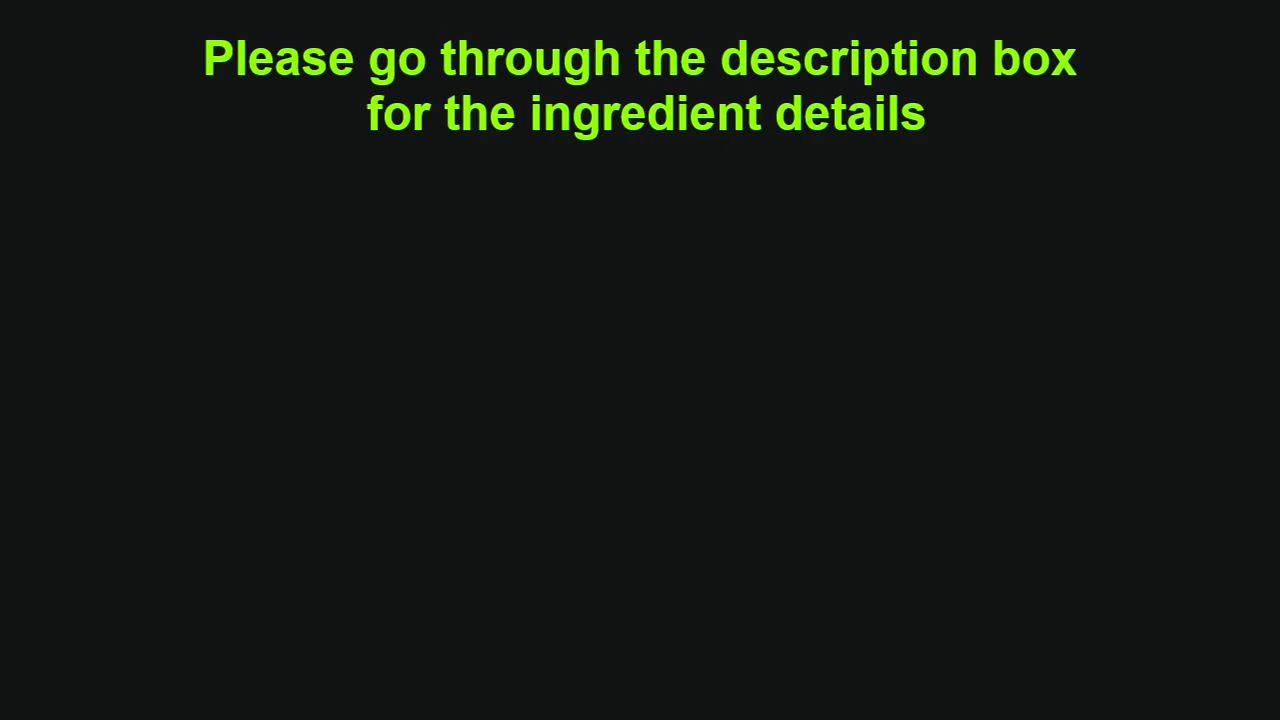 Please go through the description box
for the ingredient details